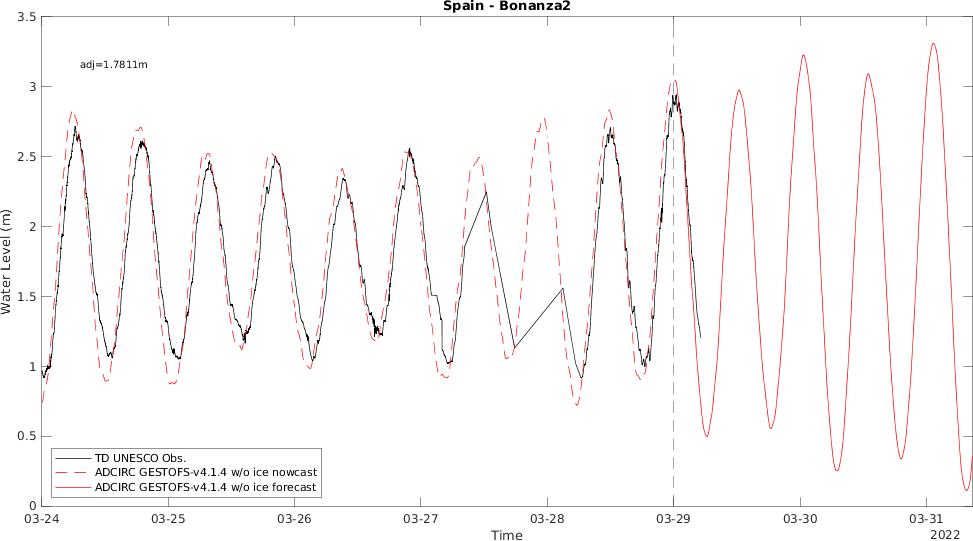 Spain - Bonanza2
adj=1.7811m
3.5
3
2.5
2
1.5
1
0.5
0
Water Level (m)
TD UNESCO Obs.
ADCIRC GESTOFS-v4.1.4 w/o ice nowcast
ADCIRC GESTOFS-v4.1.4 w/o ice forecast
03-24 03-25 03-26 03-27 03-28 03-29 03-30 03-31
Time
2022